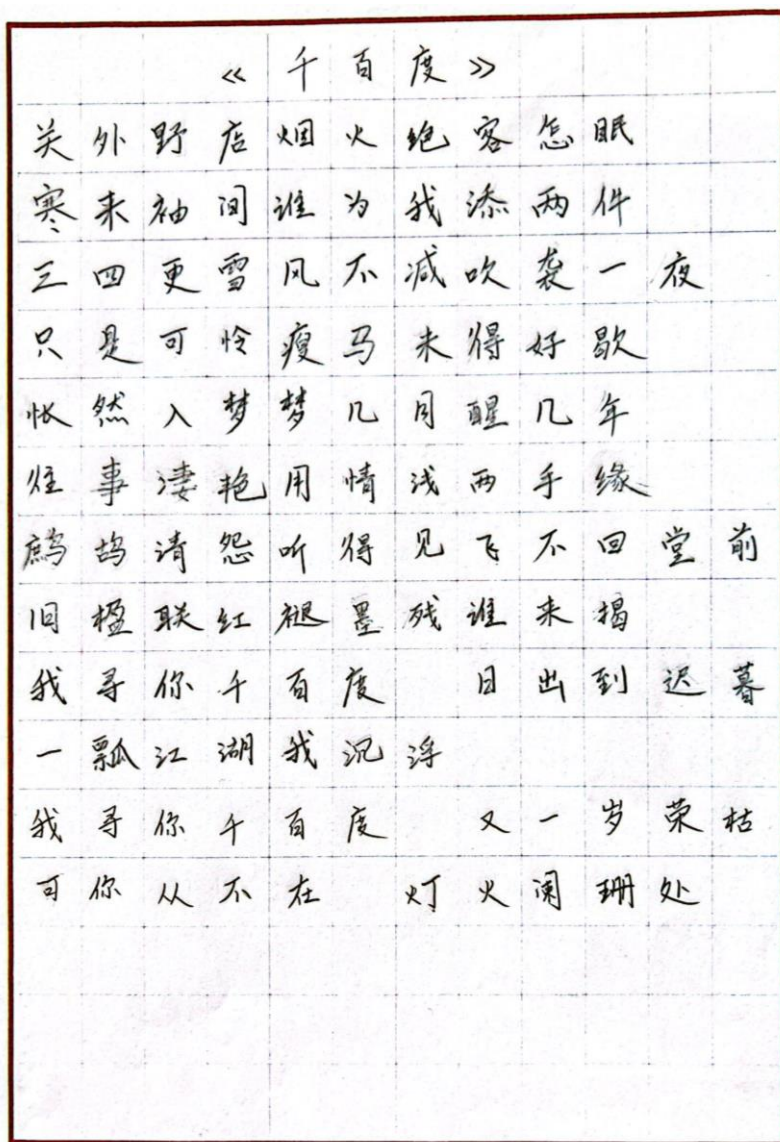 《千百度》
关外野店烟火绝客怎眠
寒来袖间谁为我添两件
三四更雪风不减吹袭一夜
只是可怜瘦马未得好歇
怅然入梦梦几月醒几年
往事凄艳用情浅两手缘
鹧鸪清怨听得见飞不回堂前
旧楹联红褪墨残谁来揭
我寻你千百度 日出到迟暮
一瓢江湖我沉浮
我寻你千百度 又一岁荣枯
可你从不在 灯火阑珊处